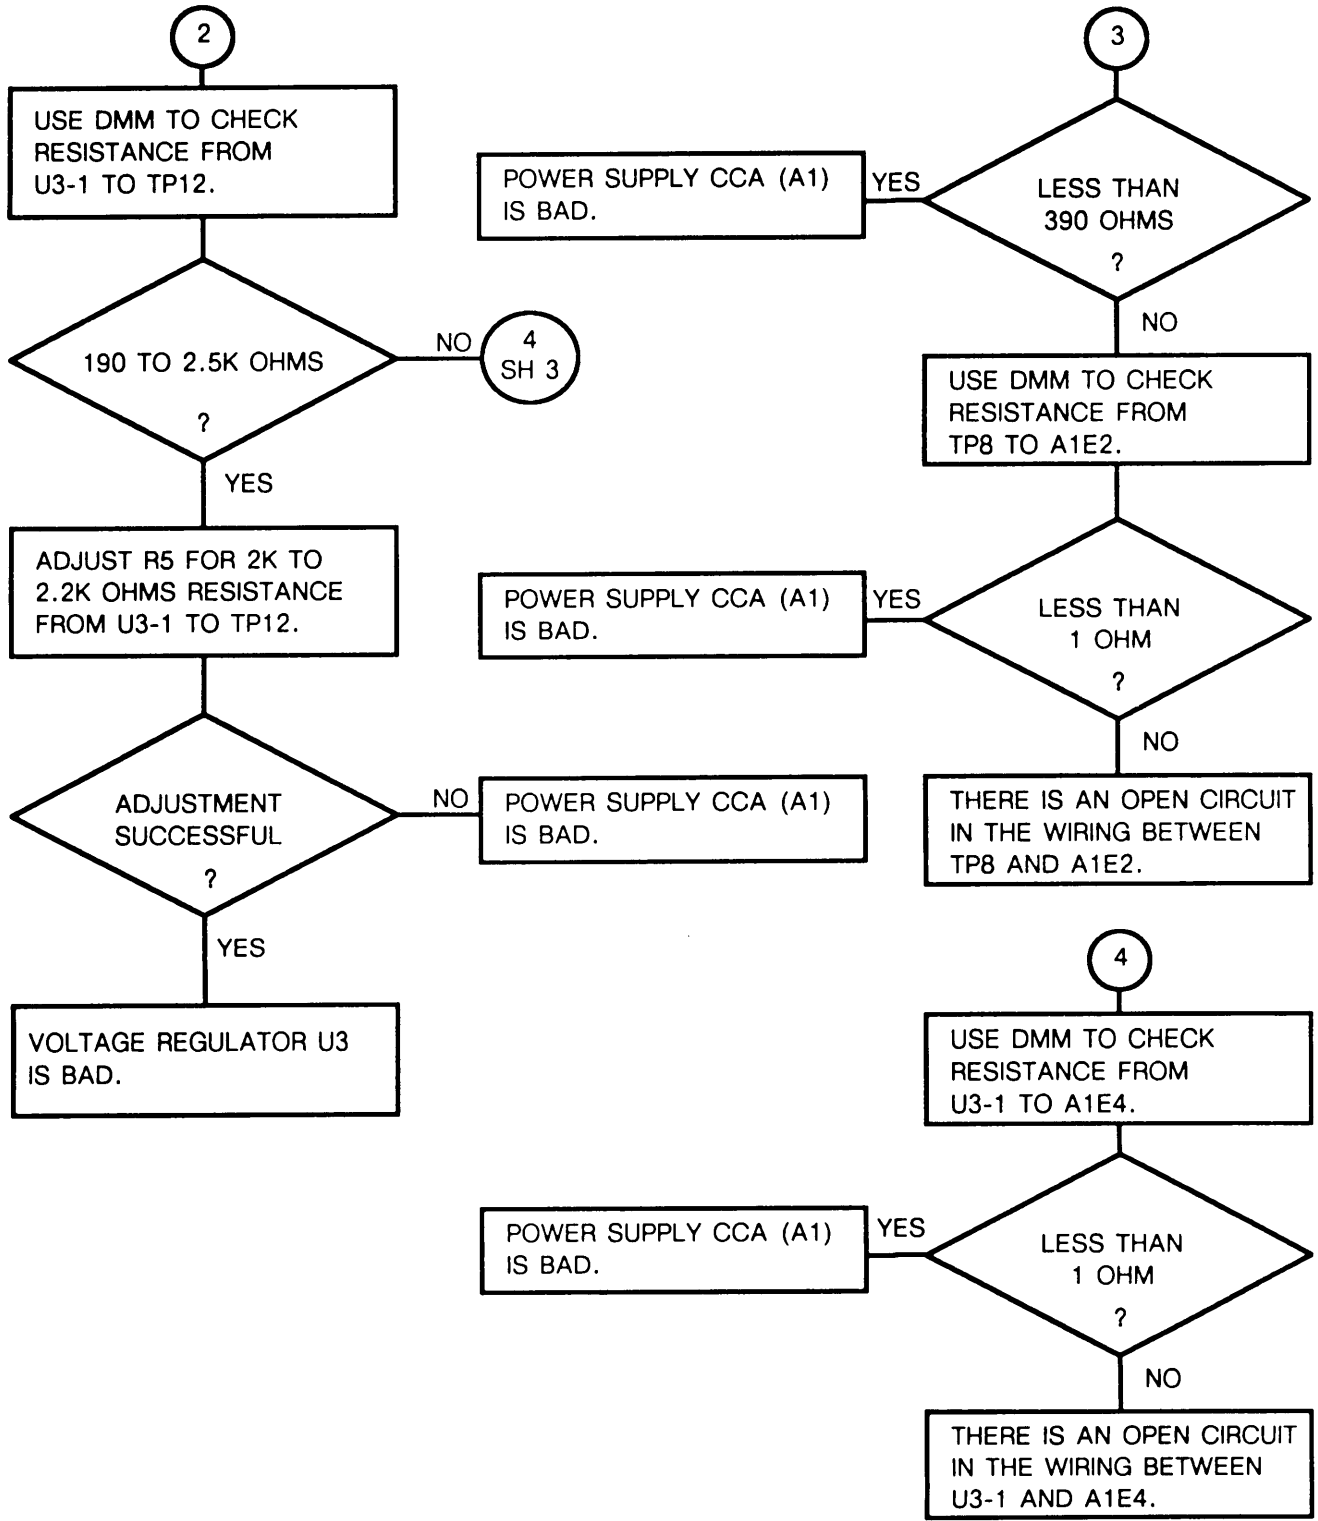 2
USE DMM TO CHECK
RESISTANCE FROM
U3-1 TO TP12.
190 TO 2.5K OHMS
?
NO
4
SH 3
YES
ADJUST R5 FOR 2K TO
2.2K OHMS RESISTANCE
FROM U3-1 TO TP12.
ADJUSTMENT
SUCCESSFUL
?
NO
POWER SUPPLY CCA (A1)
IS BAD.
YES
VOLTAGE REGULATOR U3
IS BAD.
3
LESS THAN
390 OHMS
?
YES
POWER SUPPLY CCA (A1)
IS BAD.
NO
USE DMM TO CHECK
RESISTANCE FROM
TP8 TO A1E2.
LESS THAN
1 OHM
?
YES
POWER SUPPLY CCA (A1)
IS BAD.
NO
THERE IS AN OPEN CIRCUIT
IN THE WIRING BETWEEN
TP8 AND A1E2.
4
USE DMM TO CHECK
RESISTANCE FROM
U3-1 TO A1E4.
LESS THAN
1 OHM
?
YES
POWER SUPPLY CCA (A1)
IS BAD.
NO
THERE IS AN OPEN CIRCUIT
IN THE WIRING BETWEEN
U3-1 AND A1E4.